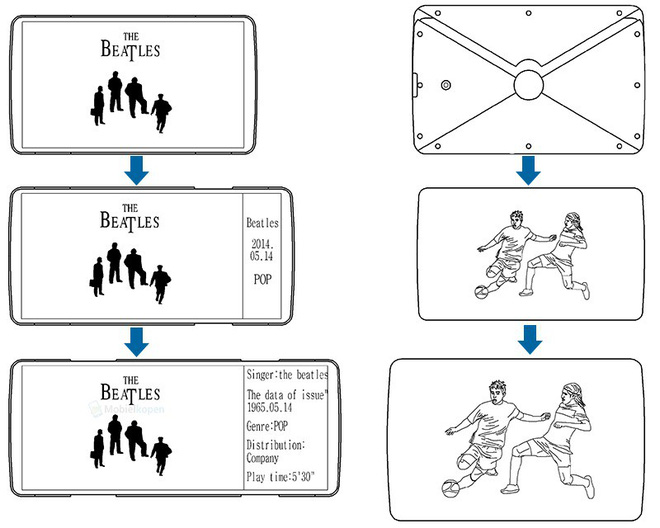 THE
BEATLES
THE
BEATLES
Beatles
2014.
05.14
POP
THE
BEATLES
Mobielkopen
Singer:the beatles
The data of issue"
1965.05.14
Genre:POP
Distribution:
Company
Play time:5'30"